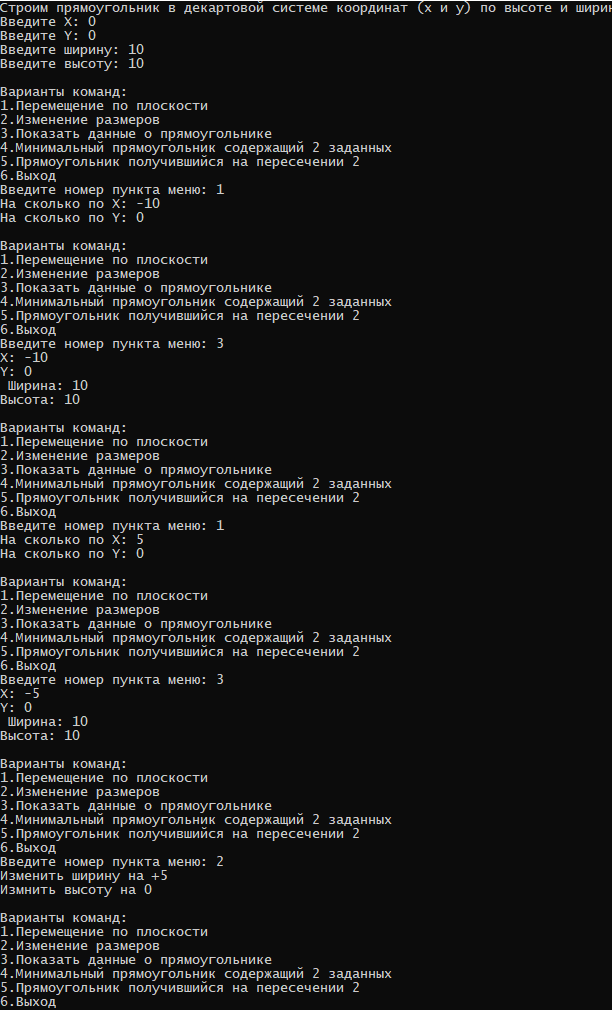 Строим прямоугольник в декартовой системе координат (x и y) по высоте и
Введите X: 0
Введите Y: 0
Введите ширину: 10
Введите высоту: 10
Варианты команд:
1.Перемещение по плоскости
2.Изменение размеров
3.Показать данные о прямоугольнике
4.Минимальный прямоугольник содержащий 2 заданных
5.Прямоугольник получившийся на пересечении 2
6.Выход
Введите номер пункта меню: 1
На сколько по X: -10
На сколько по Y: 0
Варианты команд:
1.Перемещение по плоскости
2.Изменение размеров
3.Показать данные о прямоугольнике
4.Минимальный прямоугольник содержащий 2 заданных
5.Прямоугольник получившийся на пересечении 2
6.Выход
Введите номер пункта меню: 3
X: -10
Y: 0
Ширина: 10
Высота: 10
Варианты команд:
1.Перемещение по плоскости
2.Изменение размеров
3.Показать данные о прямоугольнике
4.Минимальный прямоугольник содержащий 2 заданных
5.Прямоугольник получившийся на пересечении 2
6.Выход
Введите номер пункта меню: 1
На сколько по X: 5
На сколько по Y: 0
Варианты команд:
1.Перемещение по плоскости
2.Изменение размеров
3.Показать данные о прямоугольнике
4.Минимальный прямоугольник содержащий 2 заданных
5.Прямоугольник получившийся на пересечении 2
6.Выход
Введите номер пункта меню: 3
X: -5
Y: 0
Ширина: 10
Высота: 10
Варианты команд:
1.Перемещение по плоскости
2.Изменение размеров
3.Показать данные о прямоугольнике
4.Минимальный прямоугольник содержащий 2 заданных
5.Прямоугольник получившийся на пересечении 2
6.Выход
Введите номер пункта меню: 2
Изменить ширину на +5
Измнить высоту на 0
Варианты команд:
1.Перемещение по плоскости
2.Изменение размеров
3.Показать данные о прямоугольнике
4.Минимальный прямоугольник содержащий 2 заданных
5.Прямоугольник получившийся на пересечении 2
6.Выход